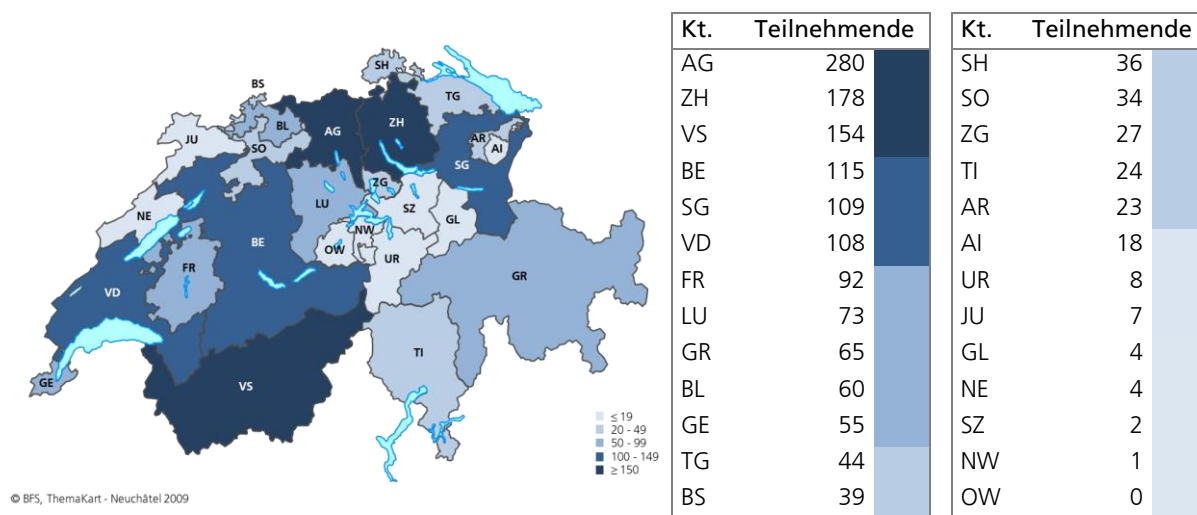 SH
BS
TG
BL
AG
ZH
JU
SO
AR
AI
SG
ZG
LU
SZ
NE
GL
NW
OW
BE
UR
FR
GR
VD
TI
GE
VS
≤ 19
20 - 49
50 - 99
100 - 149
≥ 150
© BFS, ThemaKart - Neuchâtel 2009
Kt. Teilnehmende
AG 280
ZH 178
VS 154
BE 115
SG 109
VD 108
FR 92
LU 73
GR 65
BL 60
GE 55
TG 44
BS 39
Kt. Teilnehmende
SH 36
SO 34
ZG 27
TI 24
AR 23
AI 18
UR 8
JU 7
GL 4
NE 4
SZ 2
NW 1
OW 0